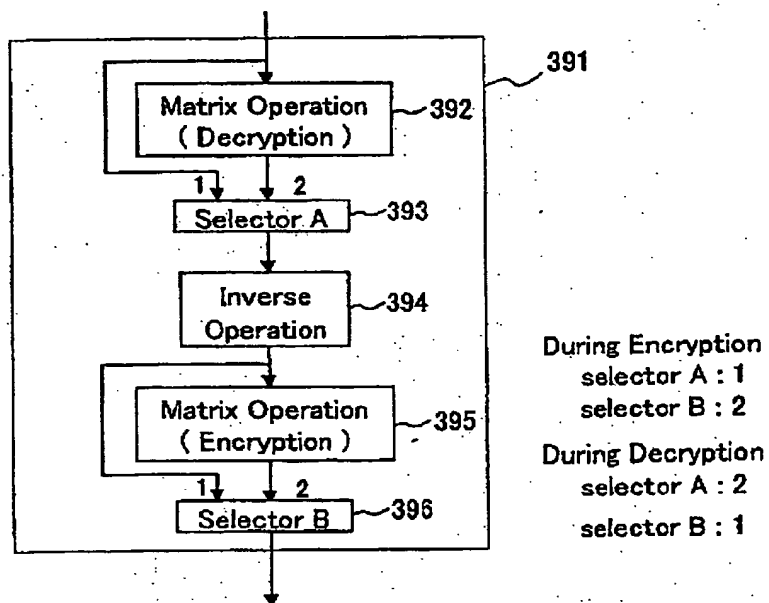 391
Matrix Operation
( Decryption )
392
1
2
Selector A
393
Inverse
Operation
394
Matrix Operation
( Encryption )
395
1
2
Selector B
396
During Encryption
selector A : 1
selector B : 2
During Decryption
selector A : 2
selector B : 1